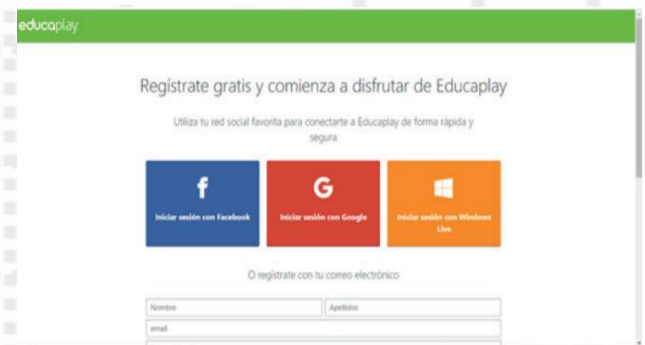 educaplay
Regístrate gratis y comienza a disfrutar de Educaplay
Utiliza tu red social favorita para conectarte a Educaplay de forma rápida y
segura
Iniciar sesión con Facebook
Iniciar sesión con Google
Iniciar sesión con Windows
Live
O regístrate con tu correo electrónico
Nombre
Apellidos
email